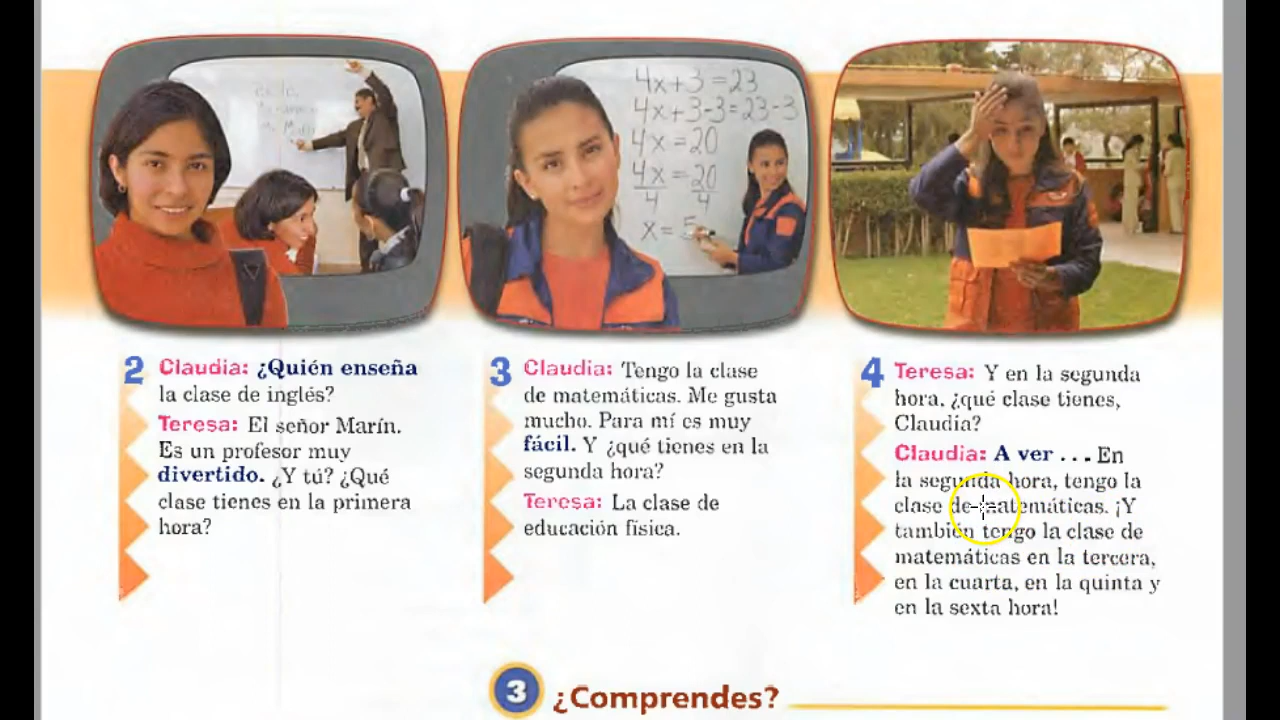 4x+3=23
4x+3-3=23-3
4x=20
4x = 20
4 4
x= 5
2 Claudia: ¿Quién enseña
la clase de inglés?
Teresa: El señor Marín.
Es un profesor muy
divertido. ¿Y tú? ¿Qué
clase tienes en la primera
hora?
3 Claudia: Tengo la clase
de matemáticas. Me gusta
mucho. Para mí es muy
fácil. Y ¿qué tienes en la
segunda hora?
Teresa: La clase de
educación física.
4 Teresa: Y en la segunda
hora, ¿qué clase tienes,
Claudia?
Claudia: A ver . . . En
la segunda hora, tengo la
clase de matemáticas. ¡Y
también tengo la clase de
matemáticas en la tercera,
en la cuarta, en la quinta y
en la sexta hora!
3 ¿Comprendes?